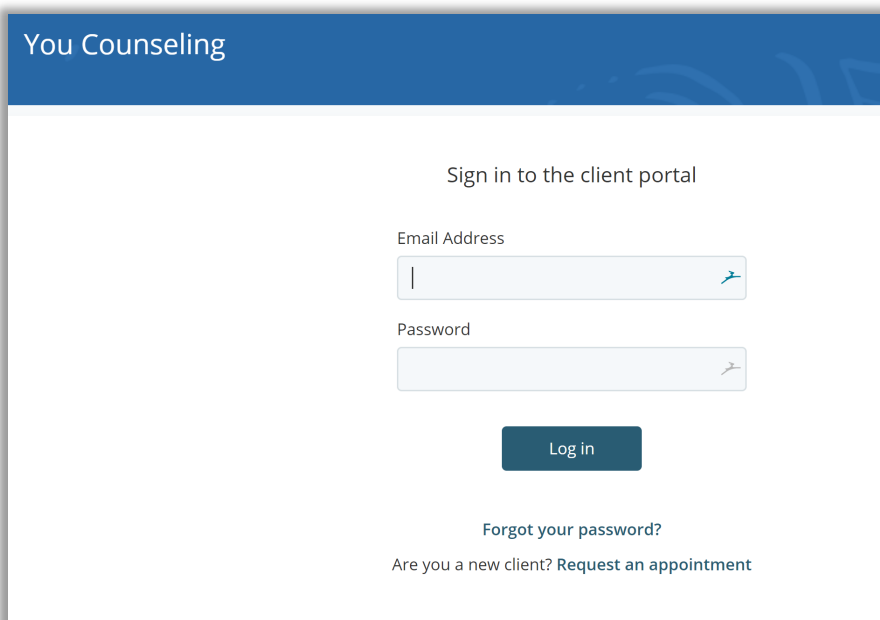 You Counseling
Sign in to the client portal
Email Address
Password
Log in
Forgot your password?
Are you a new client? Request an appointment